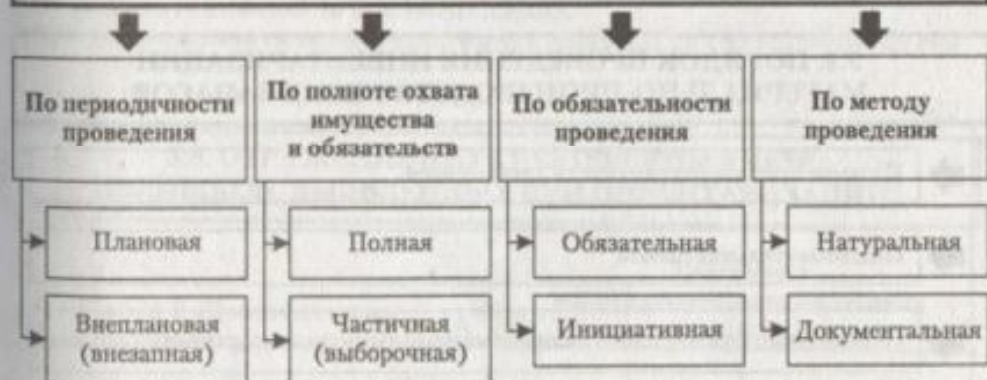 По периодичности
проведения
По полноте охвата
имущества
и обязательств
По обязательности
проведения
По методу
проведения
Плановая
Полная
Обязательная
Натуральная
Внеплановая
(внезапная)
Частичная
(выборочная)
Инициативная
Документальная